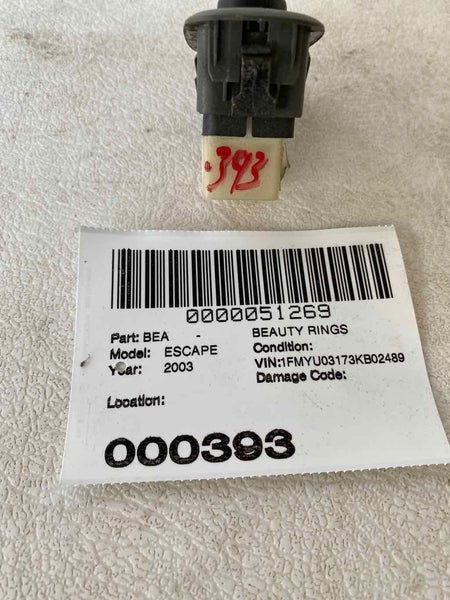 .393
0000051269
Part: BEA - BEAUTY RINGS
Model: ESCAPE Condition:
Year: 2003 VIN:1FMYU03173KB02489
Damage Code:
Location:
000393